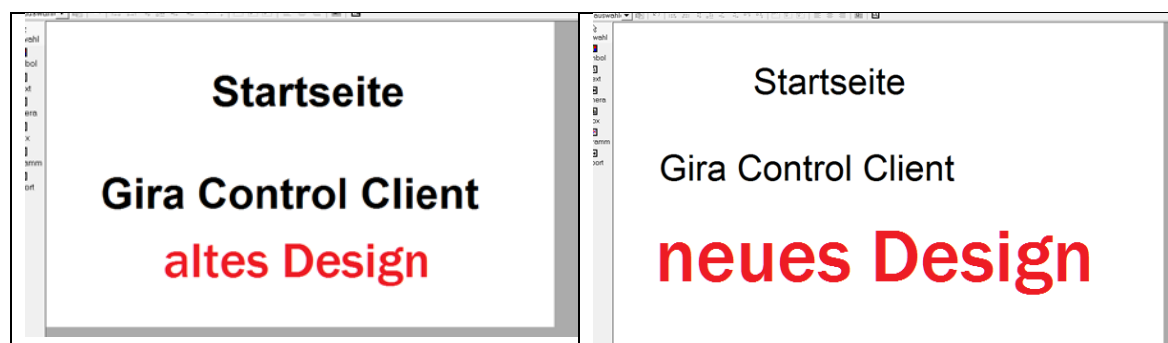 Startseite
Gira Control Client
altes Design
Startseite
Gira Control Client
neues Design